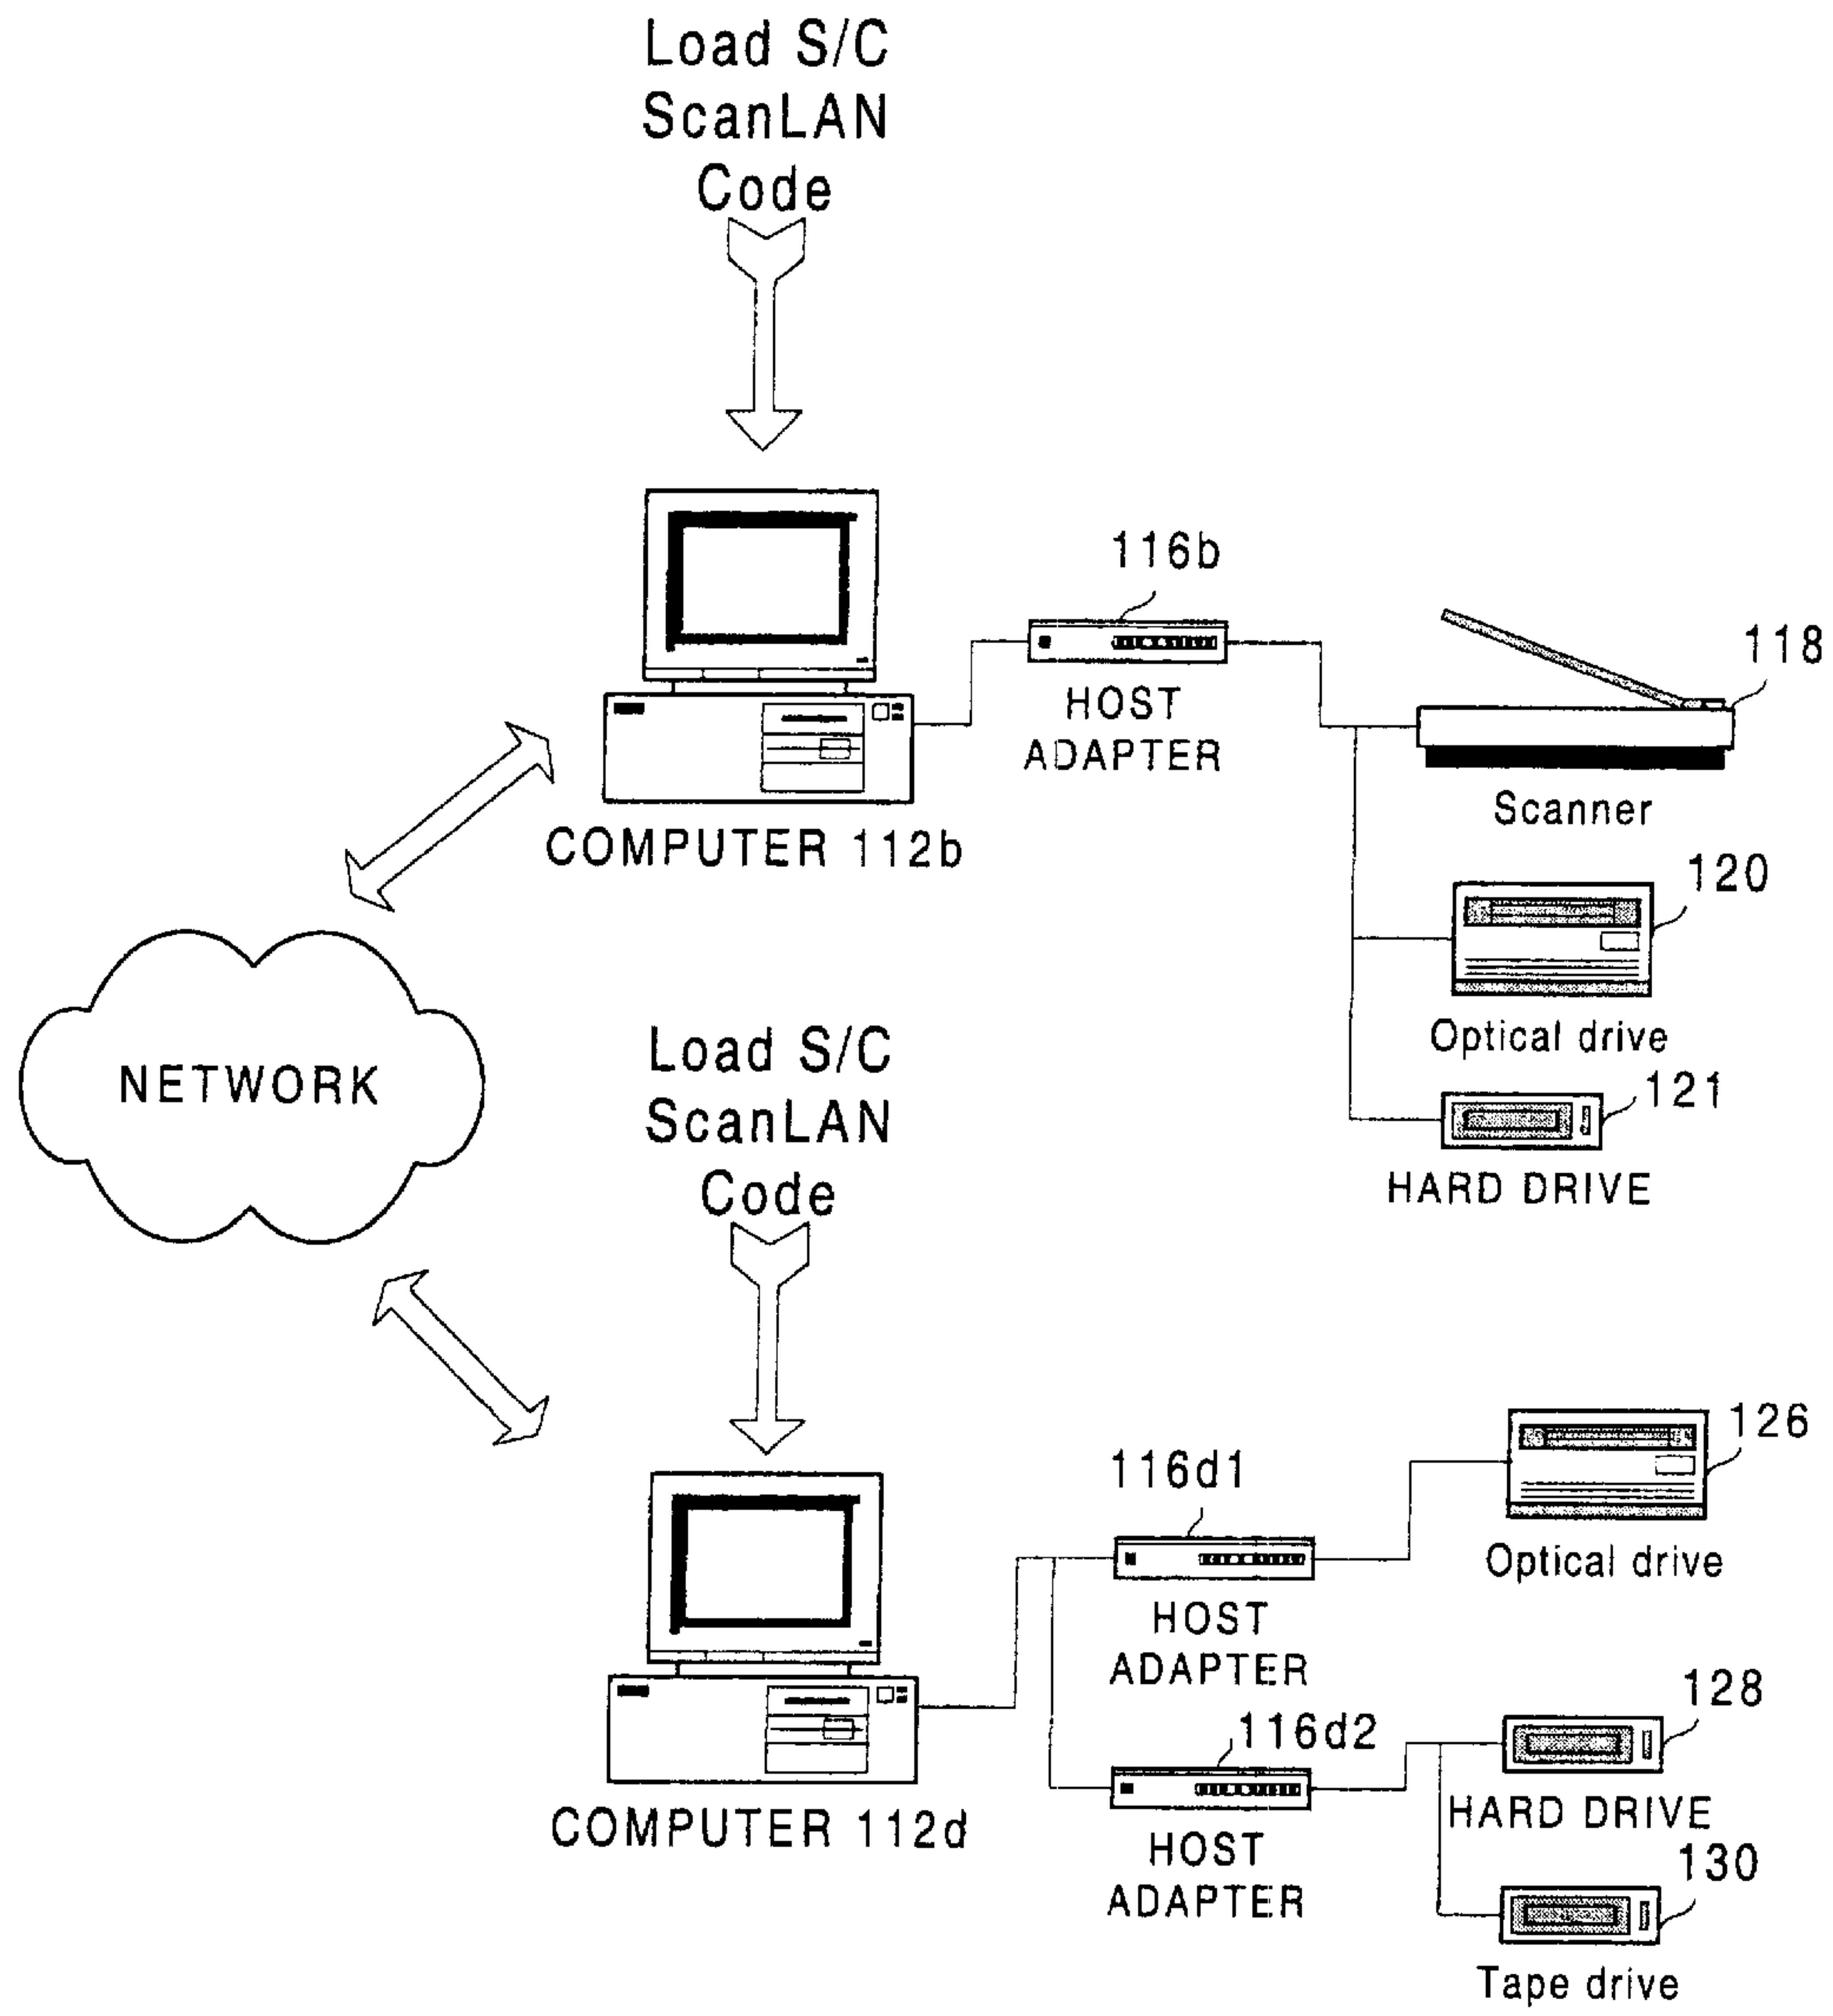 Load S/C
ScanLAN
Code
116b
118
HOST
ADAPTER
Scanner
COMPUTER 112b
120
Optical drive
NETWORK
Load S/C
ScanLAN
Code
121
HARD DRIVE
126
116d1
Optical drive
HOST
ADAPTER
128
116d2
HARD DRIVE
COMPUTER 112d
HOST
ADAPTER
130
Tape drive